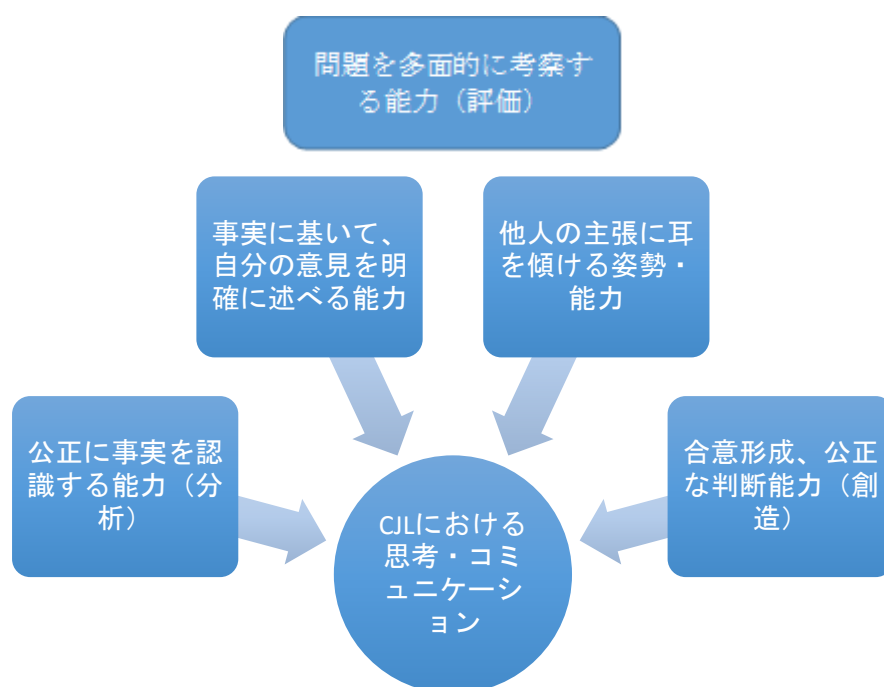 問題を多面的に考察す
る能力（評価）
事実に基いて、
自分の意見を明
確に述べる能力
他人の主張に耳
を傾ける姿勢・
能力
公正に事実を認
識する能力（分
析）
合意形成、公正
な判断能力（創
造）
CJLにおける
思考・コミ
ュニケーシ
ョン